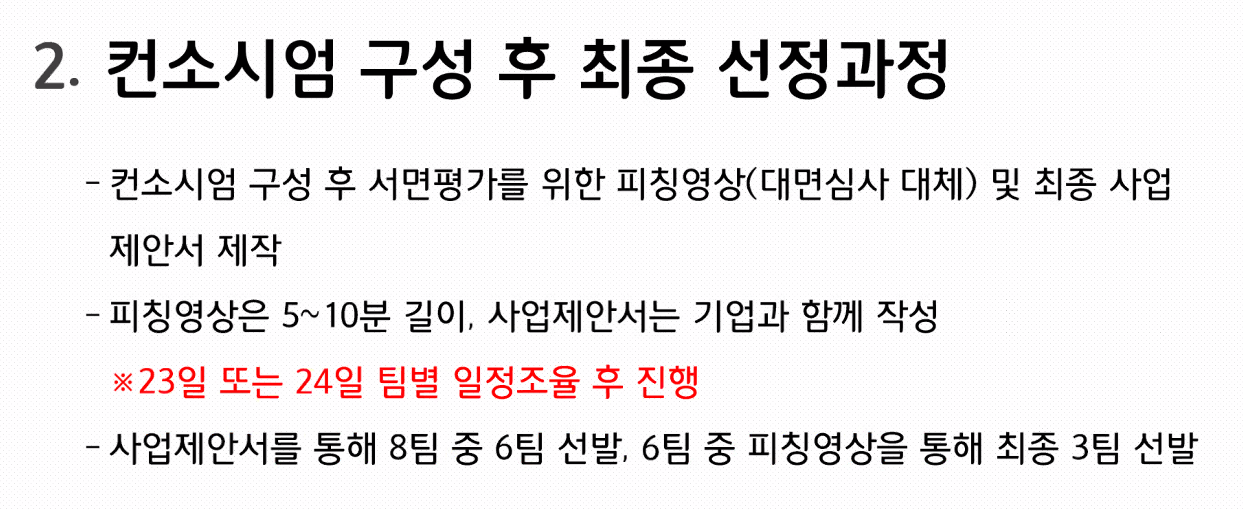 2. 컨소시엄 구성 후 최종 선정과정
- 컨소시엄 구성 후 서면평가를 위한 피칭영상(대면심사 대체) 및 최종 사업
제안서 제작
- 피칭영상은 5~10분 길이, 사업제안서는 기업과 함께 작성
※23일 또는 24일 팀별 일정조율 후 진행
- 사업제안서를 통해 8팀 중 6팀 선발, 6팀 중 피칭영상을 통해 최종 3팀 선발